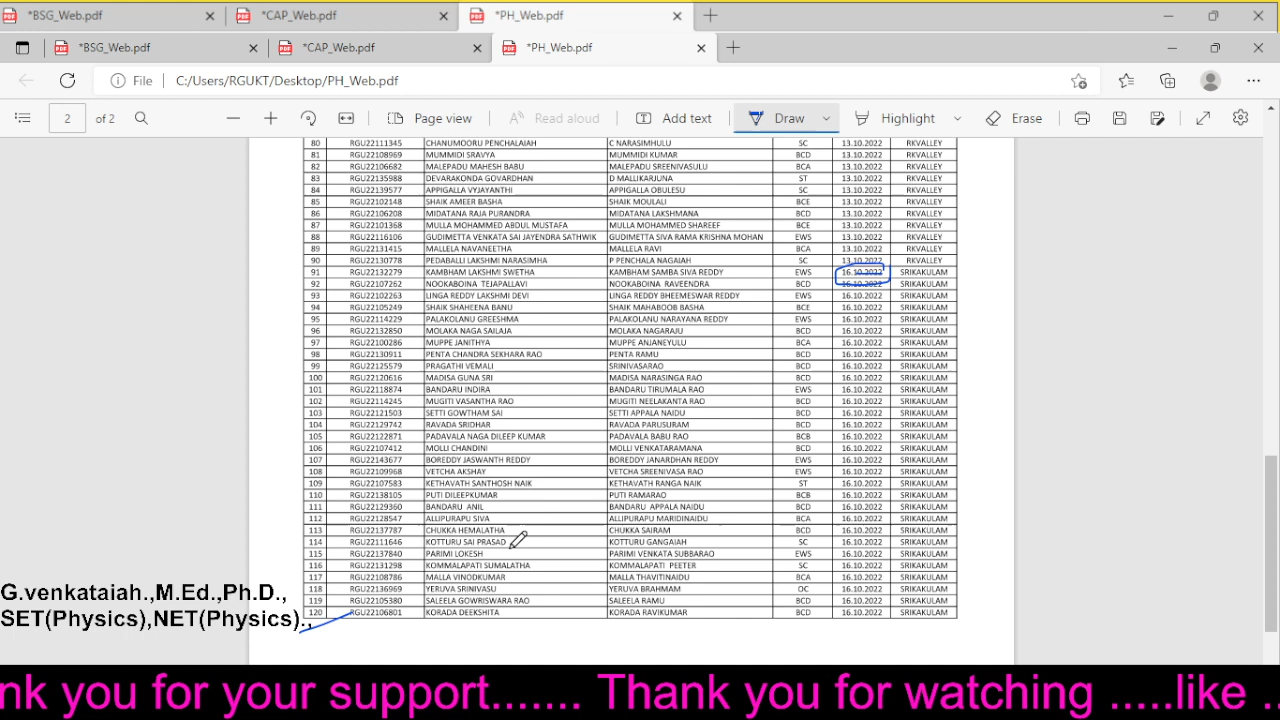 *BSG_Web.pdf *CAP_Web.pdf *PH_Web.pdf
*BSG_Web.pdf *CAP_Web.pdf *PH_Web.pdf
File C:/Users/RGUKT/Desktop/PH_Web.pdf
2 of 2 Page view Read aloud Add text Draw Highlight Erase
80 RGU22111345 CHANUMOORU PENCHALAIAH C NARASIMHULU SC 13.10.2022 RKVALLEY
81 RGU22108969 MUMMIDI SRAVYA MUMMIDI KUMAR BCD 13.10.2022 RKVALLEY
82 RGU22106682 MALEPADU MAHESH BABU MALEPADU SREENIVASULU BCA 13.10.2022 RKVALLEY
83 RGU22135988 DEVARAKONDA GOVARDHAN D MALLIKARJUNA ST 13.10.2022 RKVALLEY
84 RGU22139577 APPIGALLA VYJAYANTHI APPIGALLA OBULESU SC 13.10.2022 RKVALLEY
85 RGU22102148 SHAIK AMEER BASHA SHAIK MOULALI BCE 13.10.2022 RKVALLEY
86 RGU22106208 MIDATANA RAJA PURANDRA MIDATANA LAKSHMANA BCD 13.10.2022 RKVALLEY
87 RGU22101368 MULLA MOHAMMED ABDUL MUSTAFA MULLA MOHAMMED SHAREEF BCE 13.10.2022 RKVALLEY
88 RGU22116106 GUDIMETTA VENKATA SAI JAYENDRA SATHWIK GUDIMETTA SIVA RAMA KRISHNA MOHAN EWS 13.10.2022 RKVALLEY
89 RGU22131415 MALLELA NAVANEETHA MALLELA RAVI BCA 13.10.2022 RKVALLEY
90 RGU22130778 PEDABALLI LAKSHMI NARASIMHA P PENCHALA NAGAIAH SC 13.10.2022 RKVALLEY
91 RGU22132279 KAMBHAM LAKSHMI SWETHA KAMBHAM SAMBA SIVA REDDY EWS 16.10.2022 SRIKAKULAM
92 RGU22107262 NOOKABOINA TEJAPALLAVI NOOKABOINA RAVEENDRA BCD 16.10.2022 SRIKAKULAM
93 RGU22102263 LINGA REDDY LAKSHMI DEVI LINGA REDDY BHEEMESWAR REDDY EWS 16.10.2022 SRIKAKULAM
94 RGU22105249 SHAIK SHAHEENA BANU SHAIK MAHABOOB BASHA BCE 16.10.2022 SRIKAKULAM
95 RGU22114229 PALAKOLANU GREESHMA PALAKOLANU NARAYANA REDDY EWS 16.10.2022 SRIKAKULAM
96 RGU22132850 MOLAKA NAGA SAILAJA MOLAKA NAGARAJU BCD 16.10.2022 SRIKAKULAM
97 RGU22100286 MUPPE JANITHYA MUPPE ANJANEYULU BCA 16.10.2022 SRIKAKULAM
98 RGU22130911 PENTA CHANDRA SEKHARA RAO PENTA RAMU BCD 16.10.2022 SRIKAKULAM
99 RGU22125579 PRAGATHI VEMALI SRINIVASARAO BCD 16.10.2022 SRIKAKULAM
100 RGU22120616 MADISA GUNA SRI MADISA NARASINGA RAO BCD 16.10.2022 SRIKAKULAM
101 RGU22118874 BANDARU INDIRA BANDARU TIRUMALA RAO EWS 16.10.2022 SRIKAKULAM
102 RGU22114245 MUGITI VASANTHA RAO MUGITI NEELAKANTA RAO BCD 16.10.2022 SRIKAKULAM
103 RGU22121503 SETTI GOWTHAM SAI SETTI APPALA NAIDU BCD 16.10.2022 SRIKAKULAM
104 RGU22129742 RAVADA SRIDHAR RAVADA PARUSURAM BCD 16.10.2022 SRIKAKULAM
105 RGU22122871 PADAVALA NAGA DILEEP KUMAR PADAVALA BABU RAO BCB 16.10.2022 SRIKAKULAM
106 RGU22107412 MOLLI CHANDINI MOLLI VENKATARAMANA BCD 16.10.2022 SRIKAKULAM
107 RGU22143677 BOREDDY JASWANTH REDDY BOREDDY JANARDHAN REDDY EWS 16.10.2022 SRIKAKULAM
108 RGU22109968 VETCHA AKSHAY VETCHA SREENIVASA RAO EWS 16.10.2022 SRIKAKULAM
109 RGU22107583 KETHAVATH SANTHOSH NAIK KETHAVATH RANGA NAIK ST 16.10.2022 SRIKAKULAM
110 RGU22138105 PUTI DILEEPKUMAR PUTI RAMARAO BCB 16.10.2022 SRIKAKULAM
111 RGU22129360 BANDARU ANIL BANDARU APPALA NAIDU BCD 16.10.2022 SRIKAKULAM
112 RGU22128547 ALLIPURAPU SIVA ALLIPURAPU MARIDINAIDU BCA 16.10.2022 SRIKAKULAM
113 RGU22137787 CHUKKA HEMALATHA CHUKKA SAIRAM BCD 16.10.2022 SRIKAKULAM
114 RGU22111646 KOTTURU SAI PRASAD KOTTURU GANGAIAH SC 16.10.2022 SRIKAKULAM
115 RGU22137840 PARIMI LOKESH PARIMI VENKATA SUBBARAO EWS 16.10.2022 SRIKAKULAM
116 RGU22131298 KOMMALAPATI SUMALATHA KOMMALAPATI PEETER SC 16.10.2022 SRIKAKULAM
117 RGU22108786 MALLA VINODKUMAR MALLA THAVITINAIDU BCA 16.10.2022 SRIKAKULAM
118 RGU22136969 YERUVA SRINIVASU YERUVA BRAHMAM OC 16.10.2022 SRIKAKULAM
119 RGU22105380 SALEELA GOWRISWARA RAO SALEELA RAMU BCD 16.10.2022 SRIKAKULAM
120 RGU22106801 KORADA DEEKSHITA KORADA RAVIKUMAR BCD 16.10.2022 SRIKAKULAM
G.venkataiah.,M.Ed.,Ph.D.,
SET(Physics),NET(Physics).,
nk you for your support....... Thank you for watching .....like ..